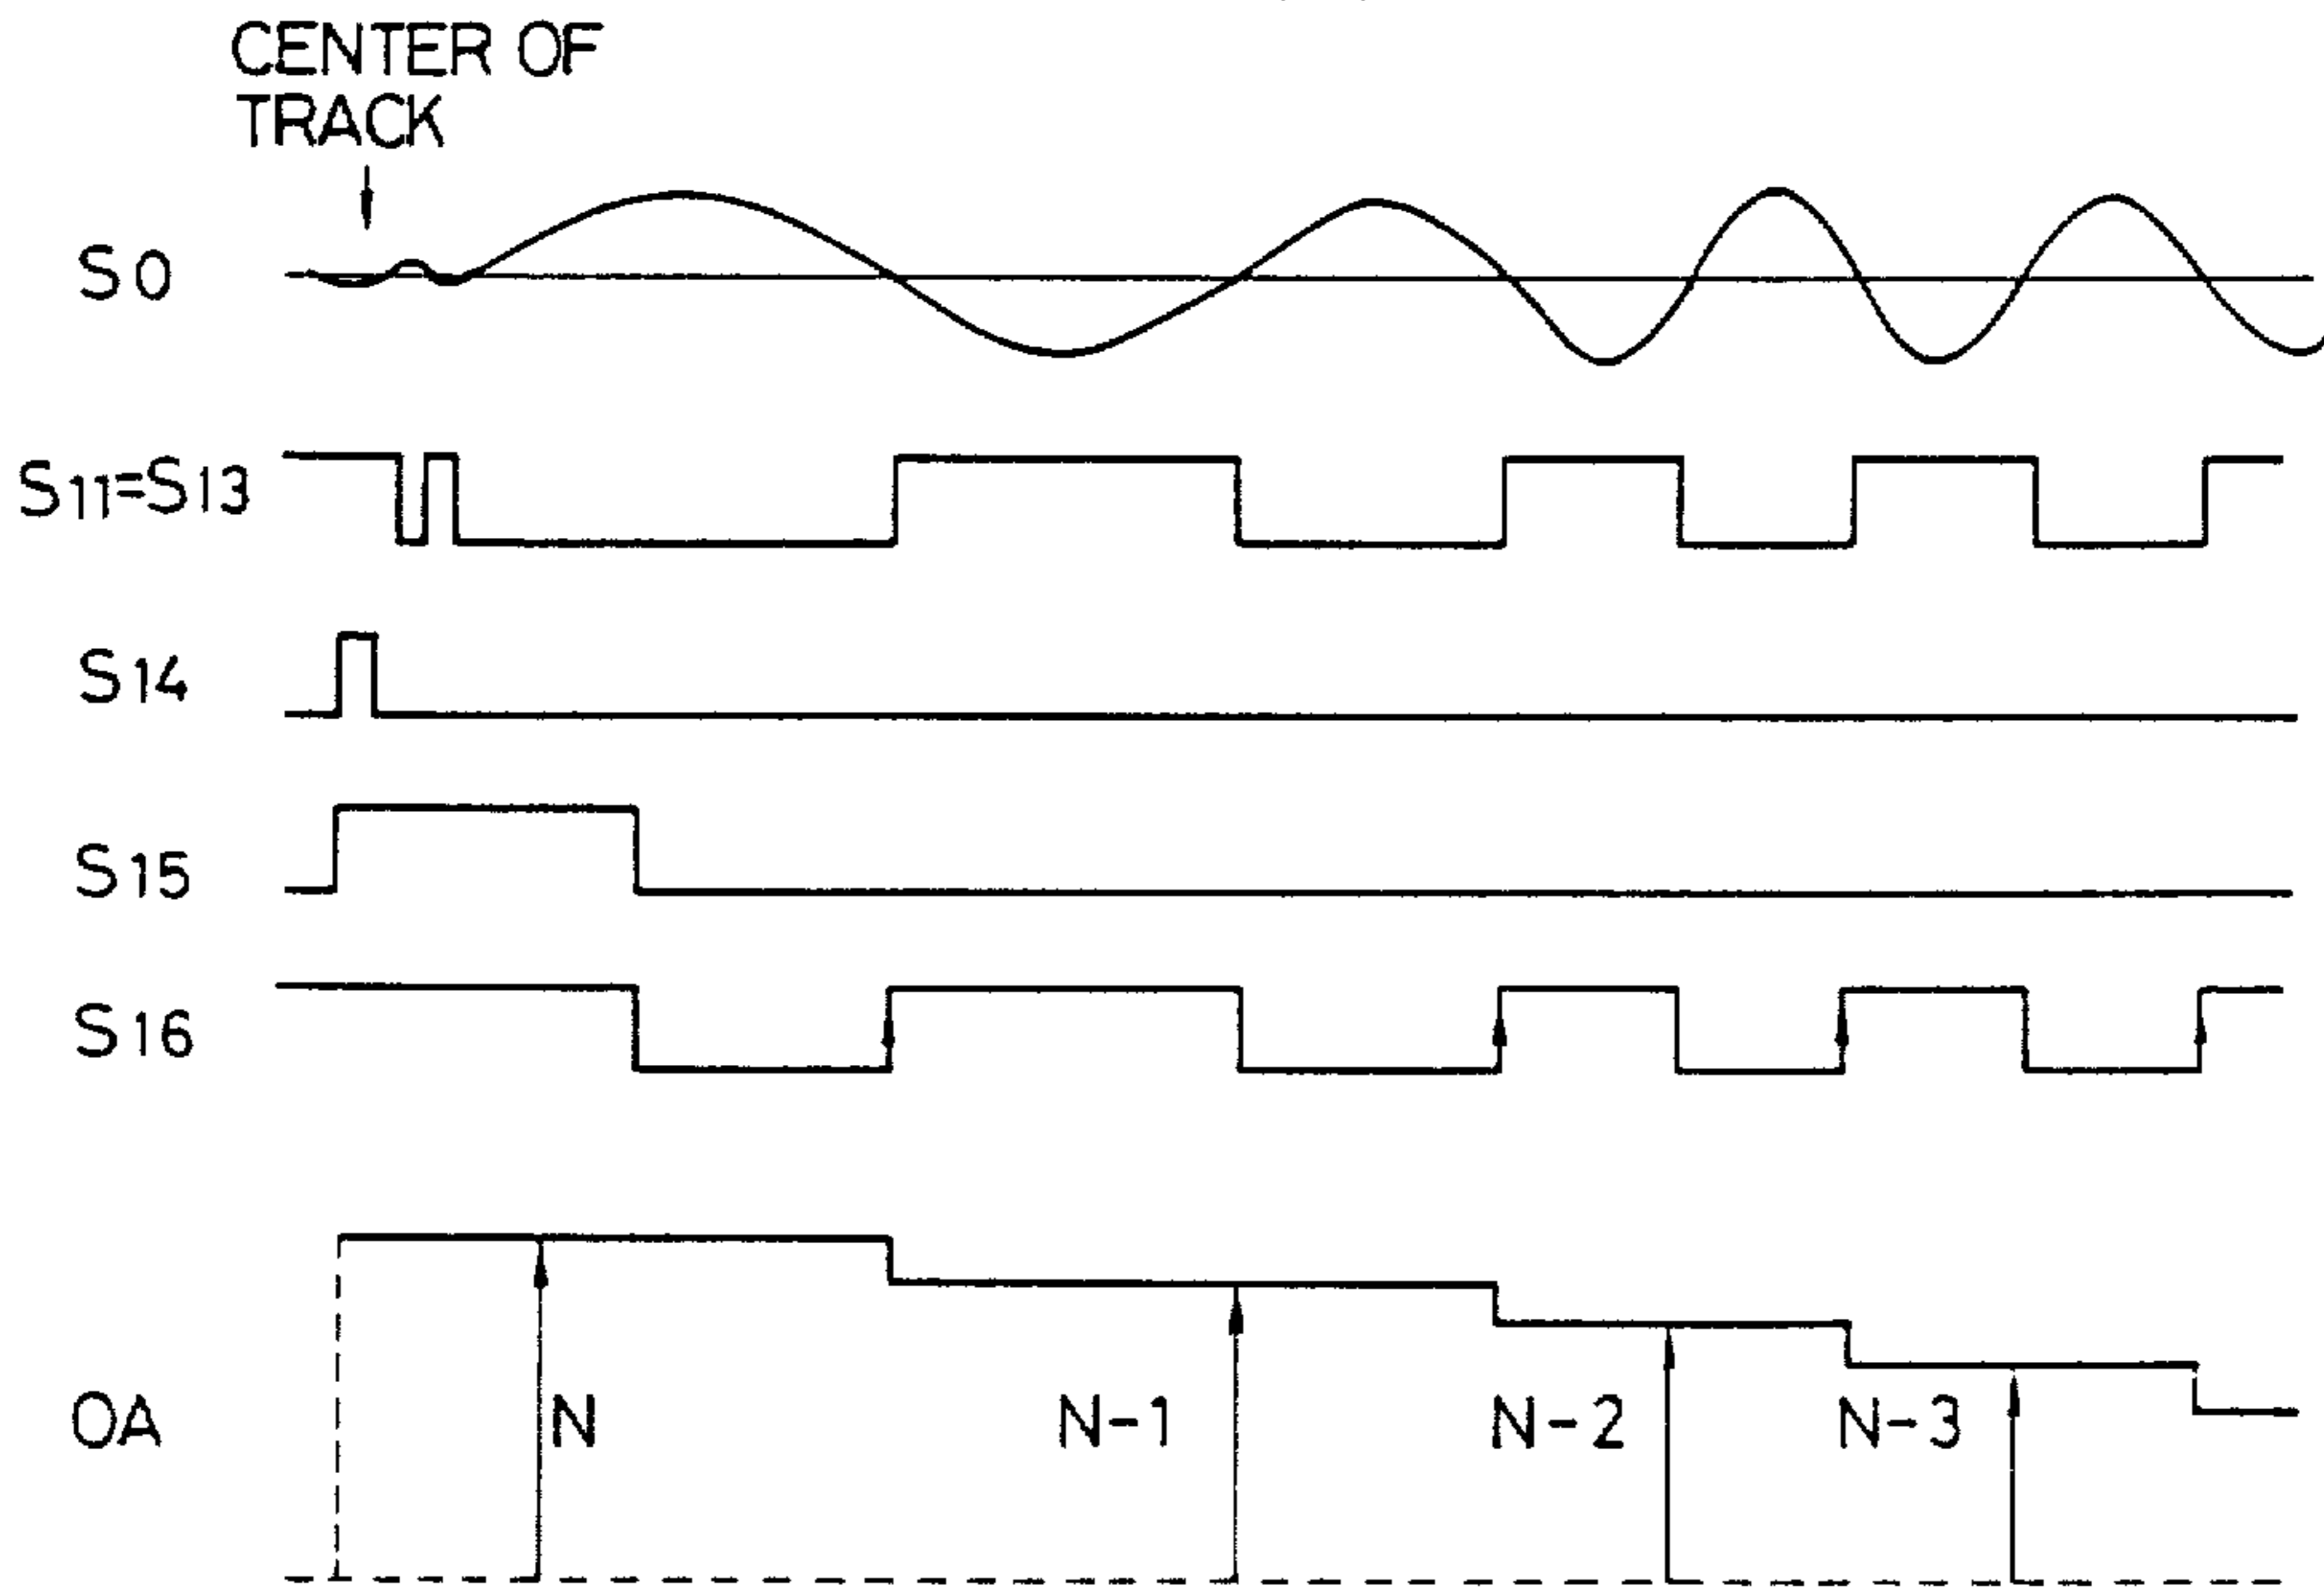 CENTER OF
TRACK
S0
S11=S13
S14
S15
S16
OA
N
N-1
N-2
N-3